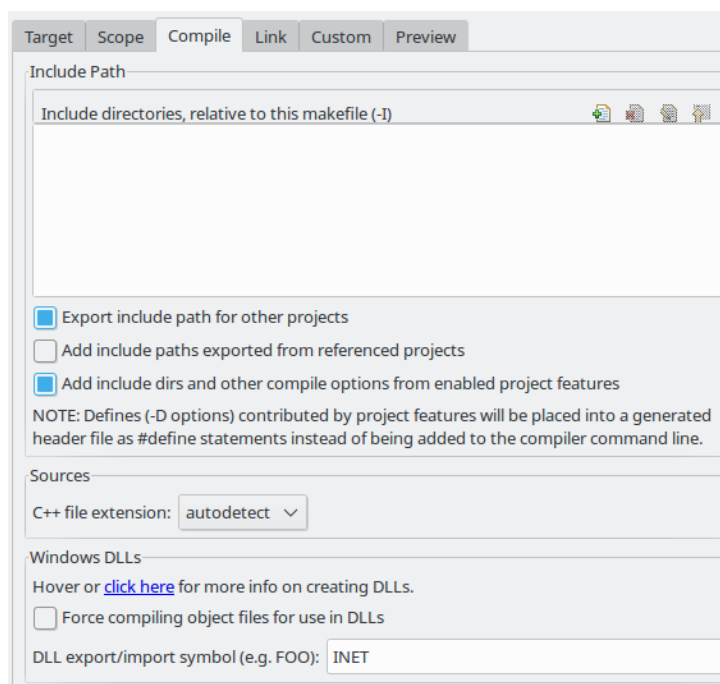 Target Scope Compile Link Custom Preview
Include Path
Include directories, relative to this makefile (-I)
Export include path for other projects
Add include paths exported from referenced projects
Add include dirs and other compile options from enabled project features
NOTE: Defines (-D options) contributed by project features will be placed into a generated
header file as #define statements instead of being added to the compiler command line.
Sources
C++ file extension: autodetect
Windows DLLs
Hover or click here for more info on creating DLLs.
Force compiling object files for use in DLLs
DLL export/import symbol (e.g. FOO): INET